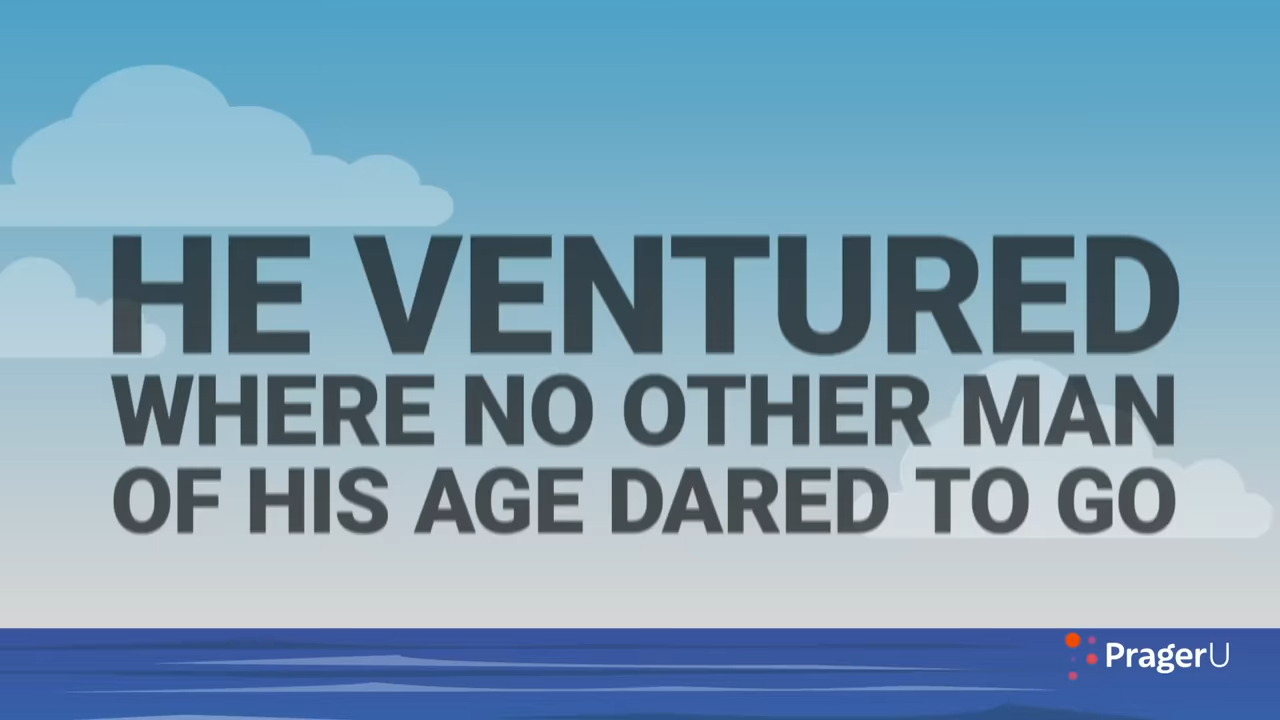 HE VENTURED
WHERE NO OTHER MAN
OF HIS AGE DARED TO GO
PragerU